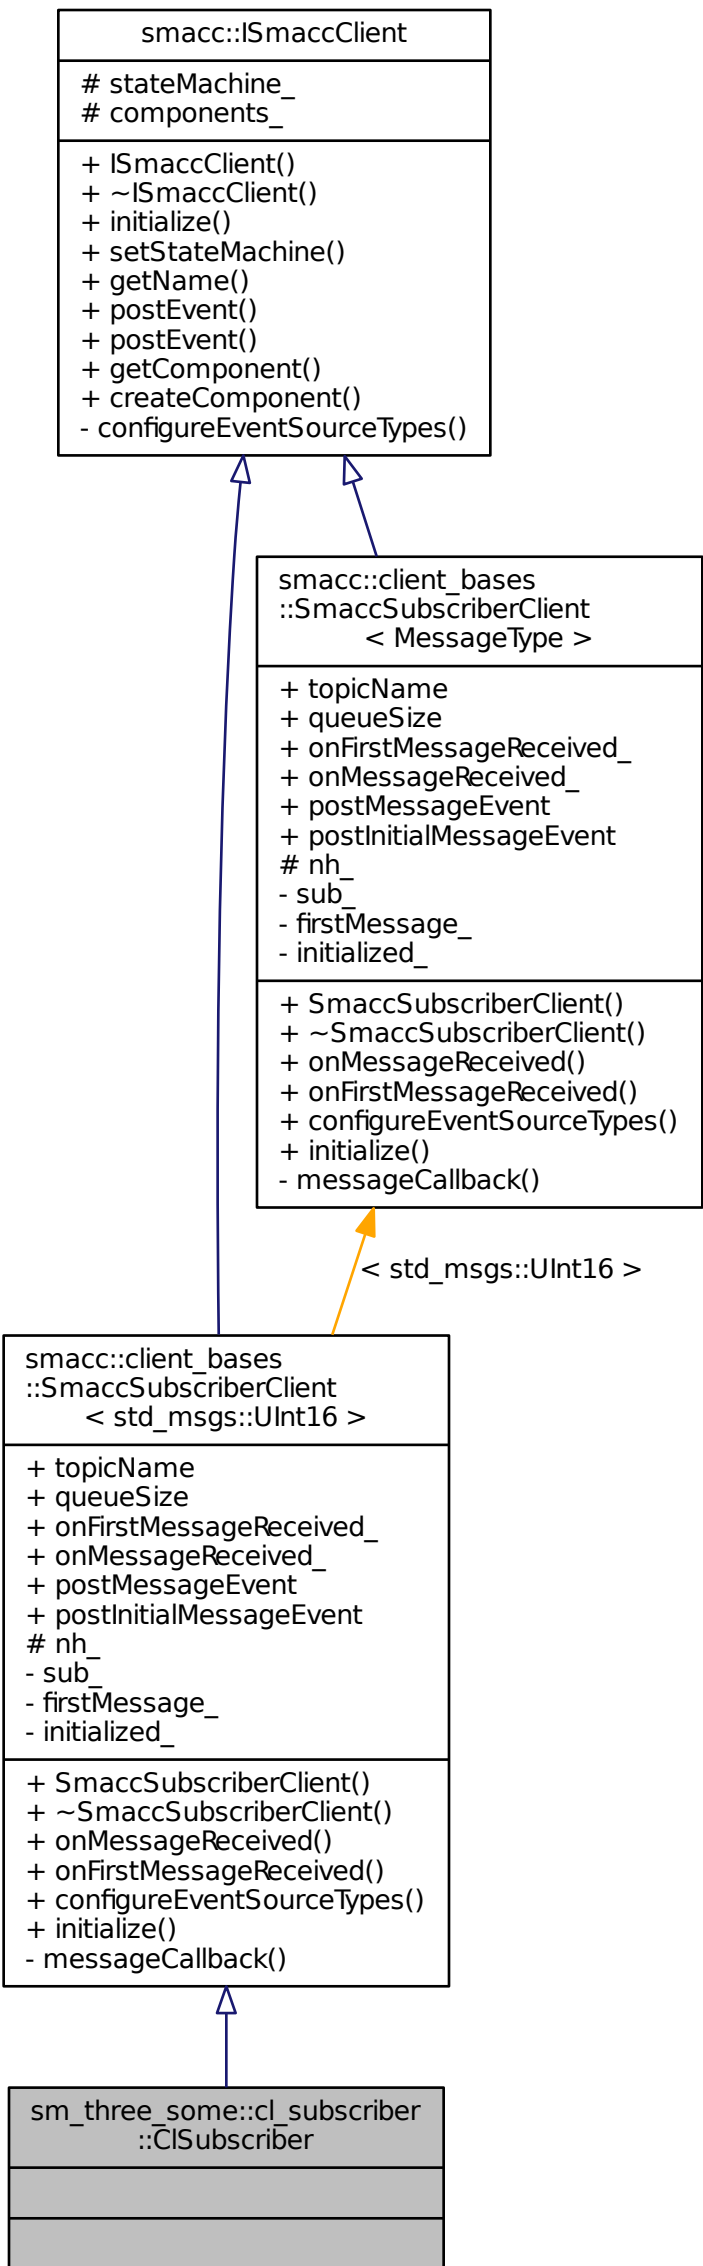 smacc::ISmaccClient
# stateMachine_
# components_
+ ISmaccClient()
+ ~ISmaccClient()
+ initialize()
+ setStateMachine()
+ getName()
+ postEvent()
+ postEvent()
+ getComponent()
+ createComponent()
- configureEventSourceTypes()
smacc::client_bases
::SmaccSubscriberClient
< MessageType >
+ topicName
+ queueSize
+ onFirstMessageReceived_
+ onMessageReceived_
+ postMessageEvent
+ postInitialMessageEvent
# nh_
- sub_
- firstMessage_
- initialized_
+ SmaccSubscriberClient()
+ ~SmaccSubscriberClient()
+ onMessageReceived()
+ onFirstMessageReceived()
+ configureEventSourceTypes()
+ initialize()
- messageCallback()
< std_msgs::UInt16 >
smacc::client_bases
::SmaccSubscriberClient
< std_msgs::UInt16 >
+ topicName
+ queueSize
+ onFirstMessageReceived_
+ onMessageReceived_
+ postMessageEvent
+ postInitialMessageEvent
# nh_
- sub_
- firstMessage_
- initialized_
+ SmaccSubscriberClient()
+ ~SmaccSubscriberClient()
+ onMessageReceived()
+ onFirstMessageReceived()
+ configureEventSourceTypes()
+ initialize()
- messageCallback()
sm_three_some::cl_subscriber
::ClSubscriber